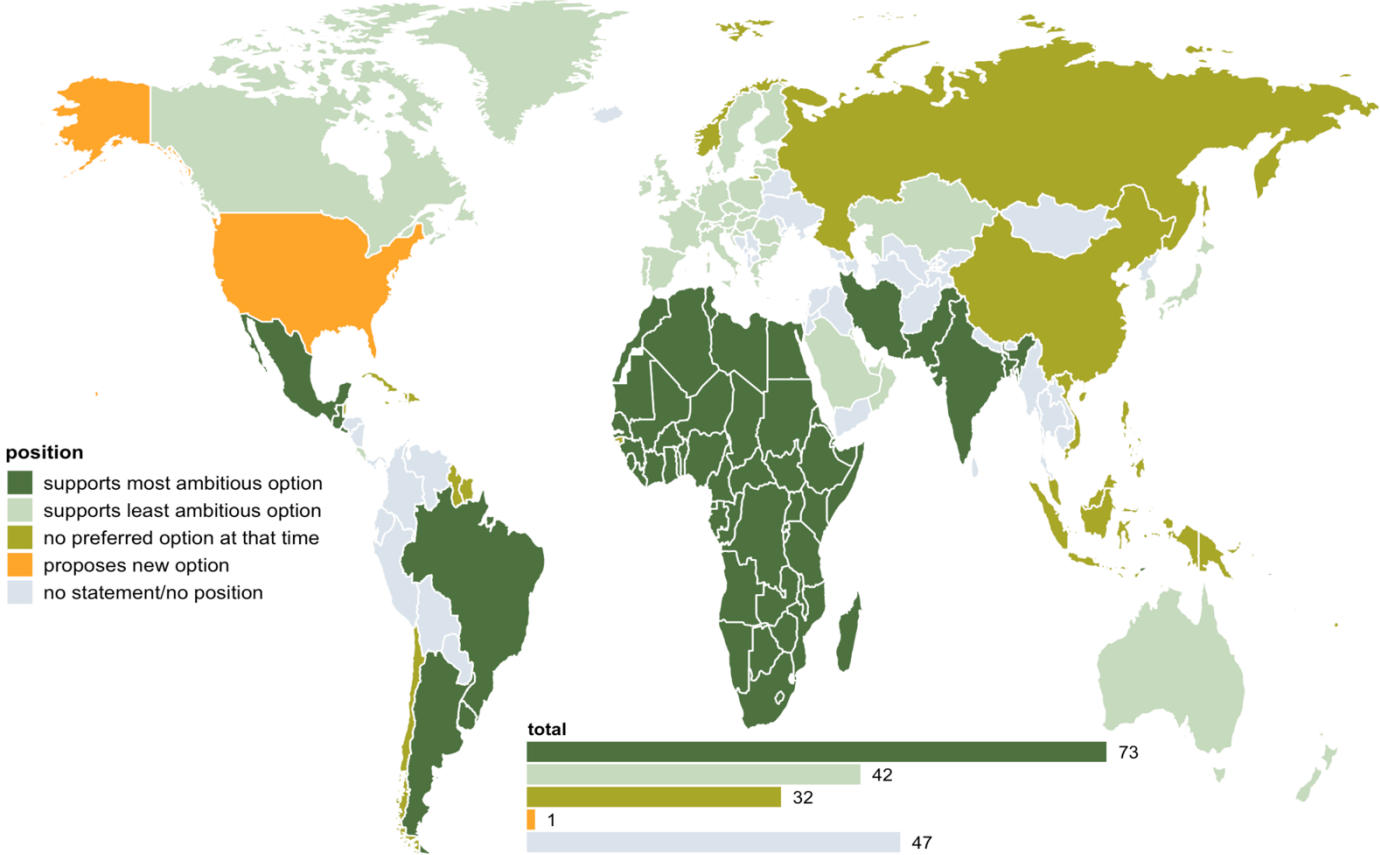 position
supports most ambitious option
supports least ambitious option
no preferred option at that time
proposes new option
no statement/no position
total
73
42
32
1
47